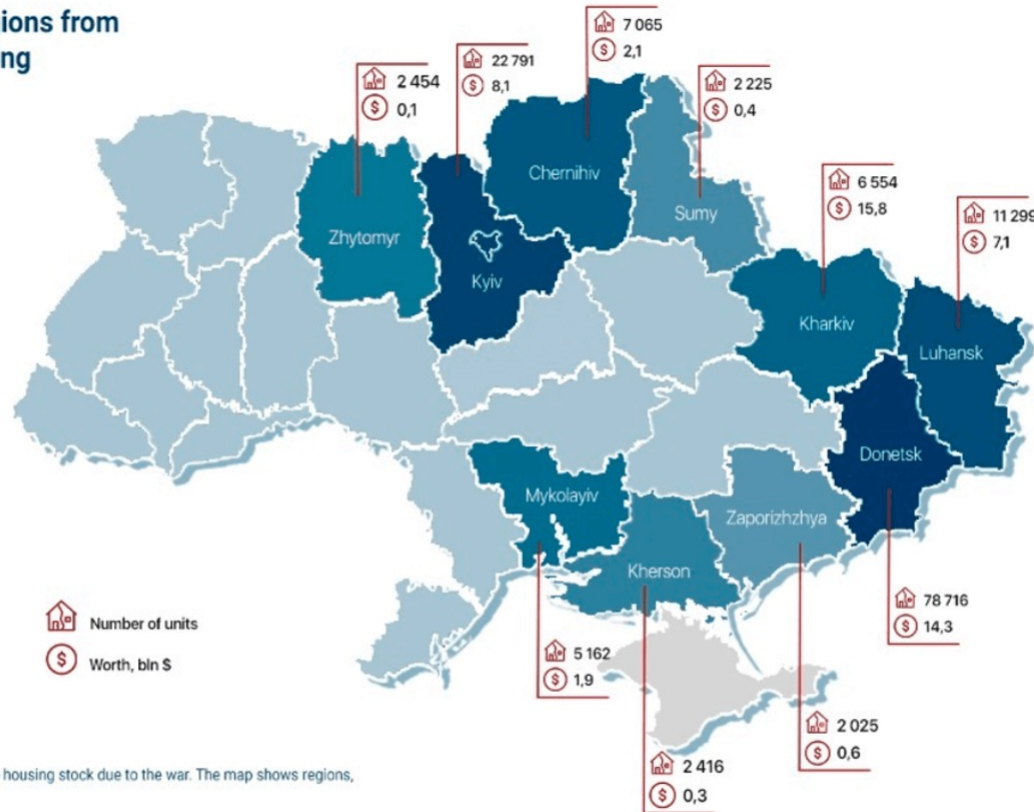 ions from
ng
7 065
2,1
22 791
8,1
2 454
0,1
2 225
0,4
6 554
15,8
11 299
7,1
Chernihiv
Sumy
Zhytomyr
Kyiv
Kharkiv
Luhansk
Donetsk
Mykolayiv
Zaporizhzhya
Kherson
78 716
$ 14,3
Number of units
$ Worth, bln $
5 162
$ 1,9
2 025
$ 0,6
2 416
$ 0,3
housing stock due to the war. The map shows regions,